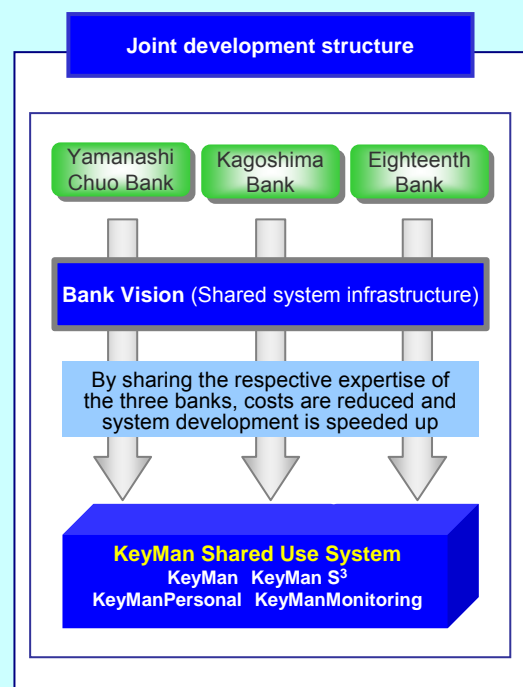 Joint development structure
Yamanashi
Chuo Bank
Kagoshima
Bank
Eighteenth
Bank
Bank Vision (Shared system infrastructure)
By sharing the respective expertise of
the three banks, costs are reduced and
system development is speeded up
KeyMan Shared Use System
KeyMan KeyMan S³
KeyManPersonal KeyManMonitoring